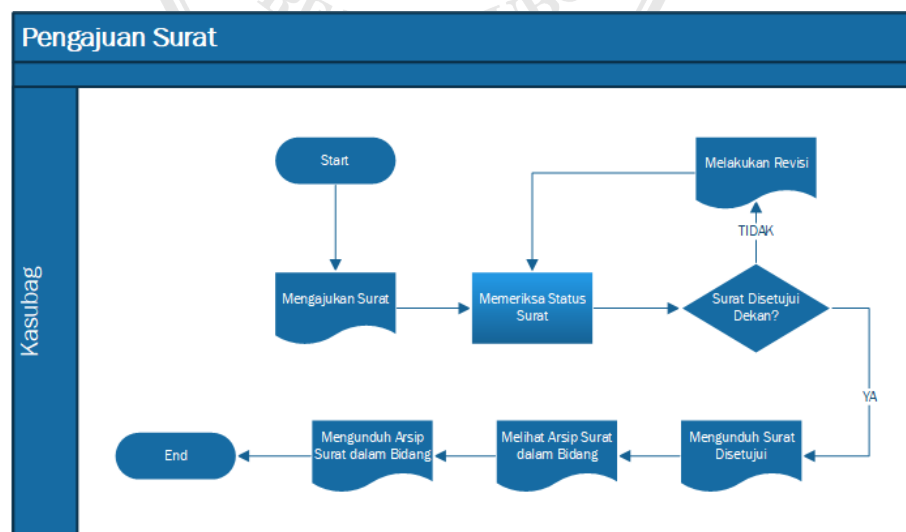 Pengajuan Surat
Kasubag
Start
Melakukan Revisi
TIDAK
Mengajukan Surat
Memeriksa Status
Surat
Surat Disetujui
Dekan?
YA
End
Mengunduh Arsip
Surat dalam Bidang
Melihat Arsip Surat
dalam Bidang
Mengunduh Surat
Disetujui